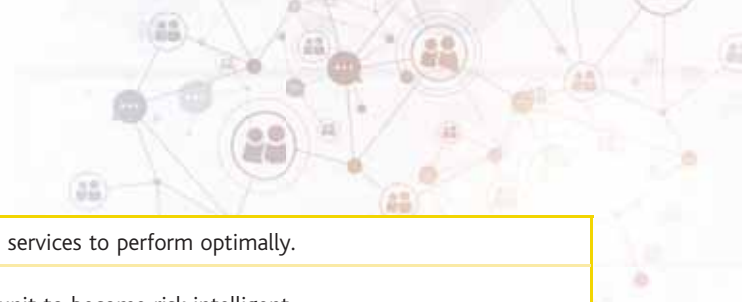 services to perform optimally.
unit to become risk intelligent